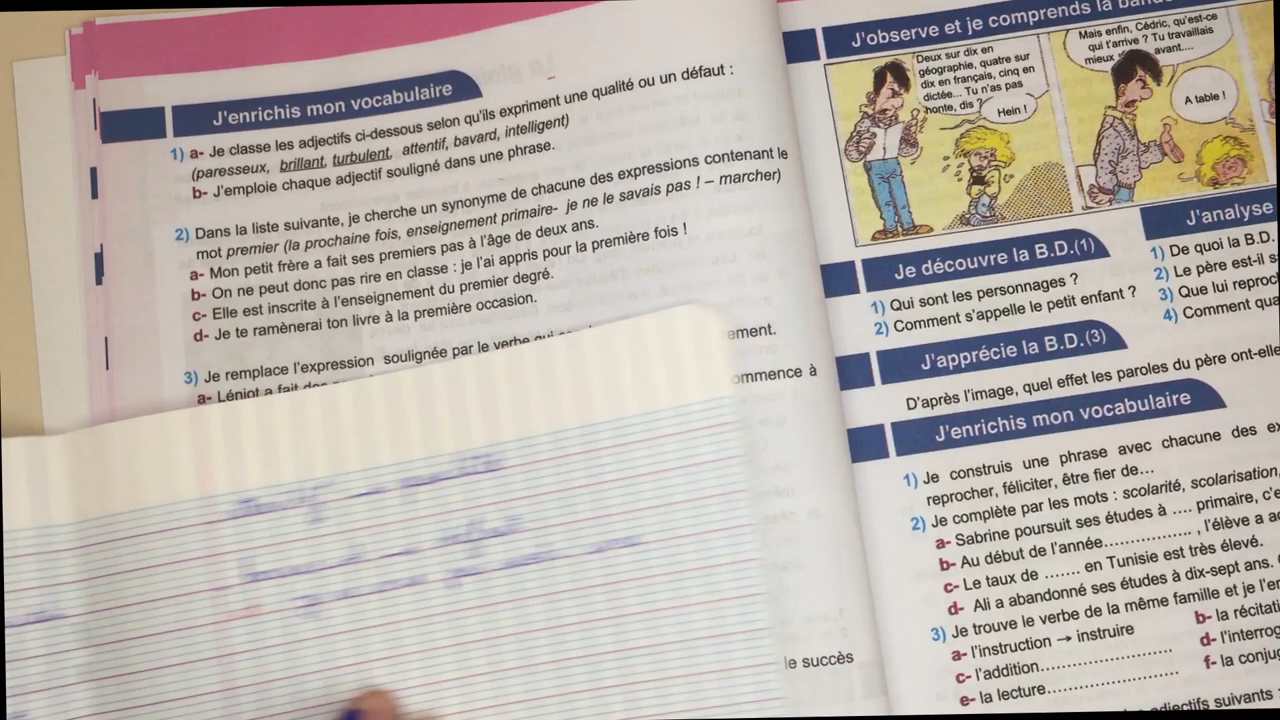 J'enrichis mon vocabulaire
1) a- Je classe les adjectifs ci-dessous selon qu'ils expriment une qualité ou un défaut :
(paresseux, brillant, turbulent, attentif, bavard, intelligent)
b- J'emploie chaque adjectif souligné dans une phrase.
2) Dans la liste suivante, je cherche un synonyme de chacune des expressions contenant le
mot premier (la prochaine fois, enseignement primaire- je ne le savais pas ! – marcher)
a- Mon petit frère a fait ses premiers pas à l'âge de deux ans.
b- On ne peut donc pas rire en classe : je l'ai appris pour la première fois !
c- Elle est inscrite à l'enseignement du premier degré.
d- Je te ramènerai ton livre à la première occasion.
3) Je remplace l'expression soulignée par le verbe qui
ement.
a- Léniot a fait des
ommence à
le succès
J'observe et je comprends la
Deux sur dix en
géographie, quatre sur
dix en français, cinq en
dictée... Tu n'as pas
honte, dis ?
Hein !
Mais enfin, Cédric, qu'est-ce
qui t'arrive ? Tu travaillais
mieux avant....
A table !
Je découvre la B.D.(1)
1) Qui sont les personnages ?
2) Comment s'appelle le petit enfant ?
J'analyse
1) De quoi la B.D.
2) Le père est-il s
3) Que lui reproc
4) Comment qua
J'apprécie la B.D.(3)
D'après l'image, quel effet les paroles du père ont-elle
J'enrichis mon vocabulaire
1) Je construis une phrase avec chacune des ex
reprocher, féliciter, être fier de...
2) Je complète par les mots : scolarité, scolarisation,
a- Sabrine poursuit ses études à .... primaire, c'e
b- Au début de l'année................ , l'élève a ac
c- Le taux de ....... en Tunisie est très élevé.
d- Ali a abandonné ses études à dix-sept ans.
3) Je trouve le verbe de la même famille et je l'en
a- l'instruction → instruire
b- la récitati
c- l'addition........................
d- l'interrog
e- la lecture........................
f- la conjug
adjectifs suivants